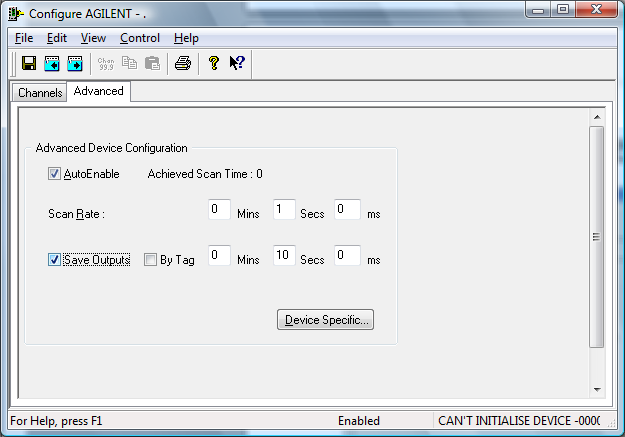 Configure AGILENT - .
File Edit View Control Help
Chan 99.9 ? ?
Channels Advanced
Advanced Device Configuration
AutoEnable Achieved Scan Time : 0
Scan Rate : 0 Mins 1 Secs 0 ms
Save Outputs By Tag 0 Mins 10 Secs 0 ms
Device Specific...
For Help, press F1 Enabled CAN'T INITIALISE DEVICE -0000